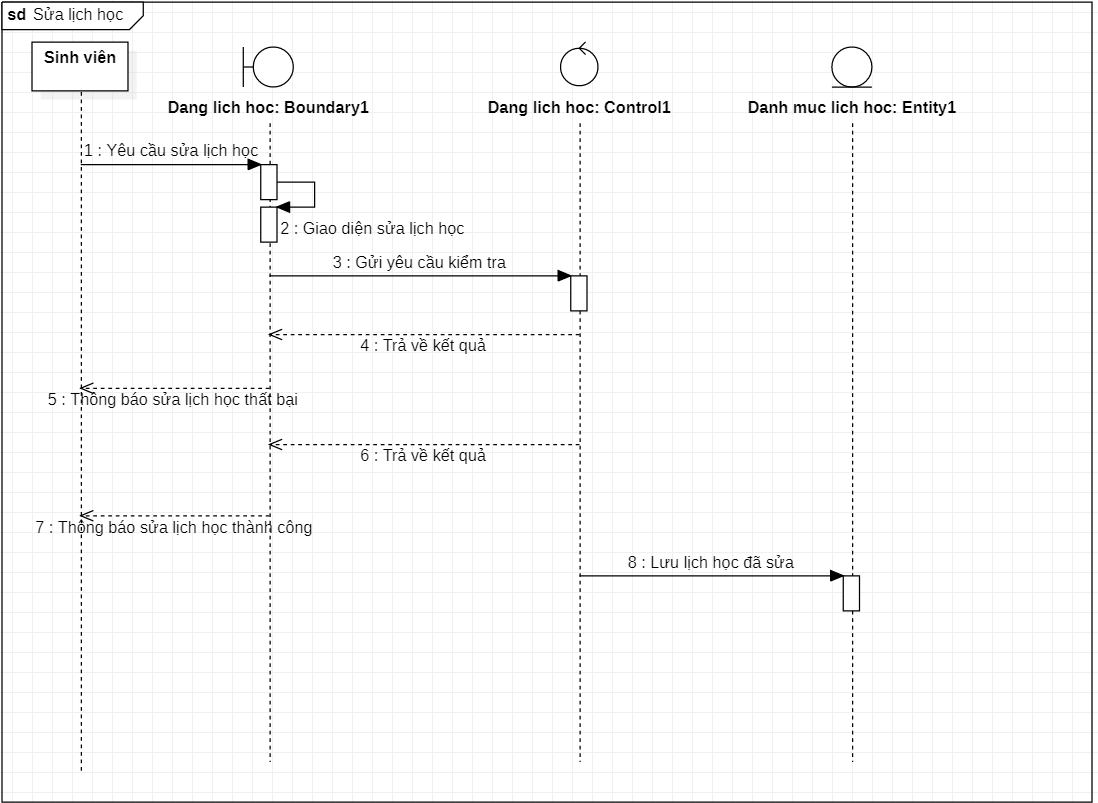 sd Sửa lịch học
Sinh viên
Dang lich hoc: Boundary1
Dang lich hoc: Control1
Danh muc lich hoc: Entity1
1 : Yêu cầu sửa lịch học
2 : Giao diện sửa lịch học
3 : Gửi yêu cầu kiểm tra
4 : Trả về kết quả
5 : Thông báo sửa lịch học thất bại
6 : Trả về kết quả
7 : Thông báo sửa lịch học thành công
8 : Lưu lịch học đã sửa